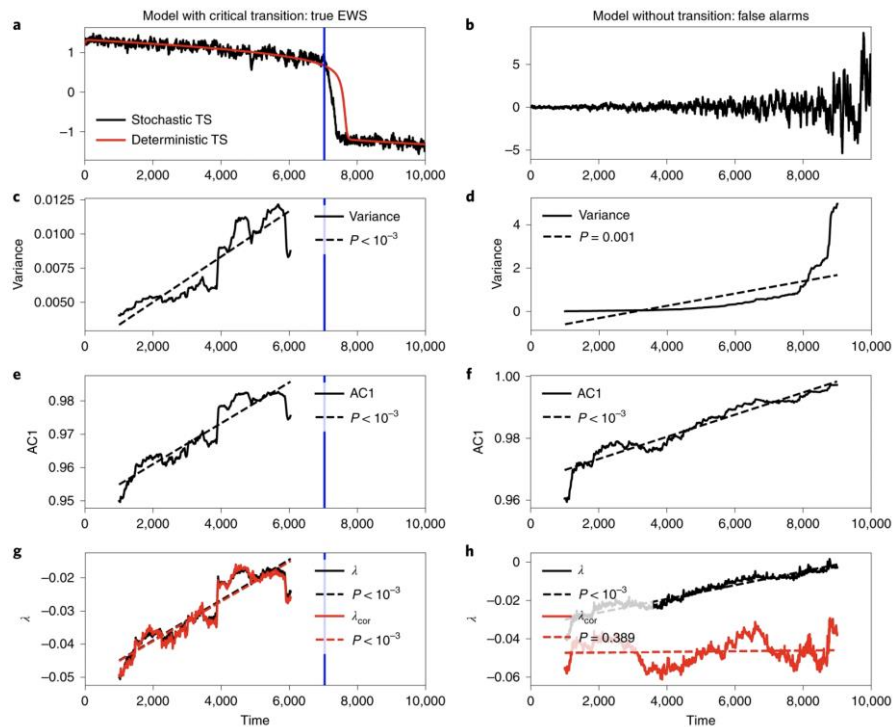 Model with critical transition: true EWS
Model without transition: false alarms
a
1
0
−1
Stochastic TS
Deterministic TS
0 2,000 4,000 6,000 8,000 10,000
b
5
0
−5
0 2,000 4,000 6,000 8,000 10,000
c
Variance
0.0125
0.0100
0.0075
0.0050
Variance
P < 10⁻³
0 2,000 4,000 6,000 8,000 10,000
d
Variance
4
2
0
Variance
P = 0.001
0 2,000 4,000 6,000 8,000 10,000
e
AC1
0.98
0.97
0.96
0.95
AC1
P < 10⁻³
0 2,000 4,000 6,000 8,000 10,000
f
AC1
1.00
0.98
0.96
AC1
P < 10⁻³
0 2,000 4,000 6,000 8,000 10,000
g
λ
−0.02
−0.03
−0.04
−0.05
λ
P < 10⁻³
λcor
P < 10⁻³
0 2,000 4,000 6,000 8,000 10,000
Time
h
λ
0
−0.02
−0.04
−0.06
λ
P < 10⁻³
λcor
P = 0.389
0 2,000 4,000 6,000 8,000 10,000
Time